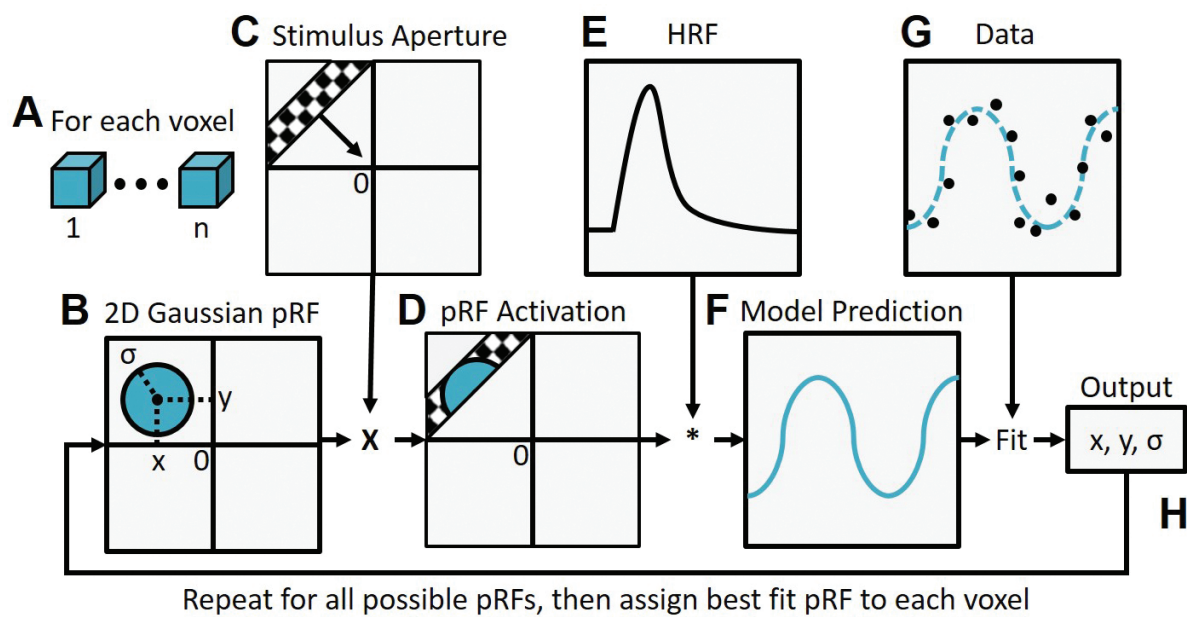 A For each voxel
1 n
C Stimulus Aperture
0
E HRF
G Data
B 2D Gaussian pRF
σ
y
x 0
X
D pRF Activation
0
*
F Model Prediction
Fit
Output
x, y, σ
H
Repeat for all possible pRFs, then assign best fit pRF to each voxel